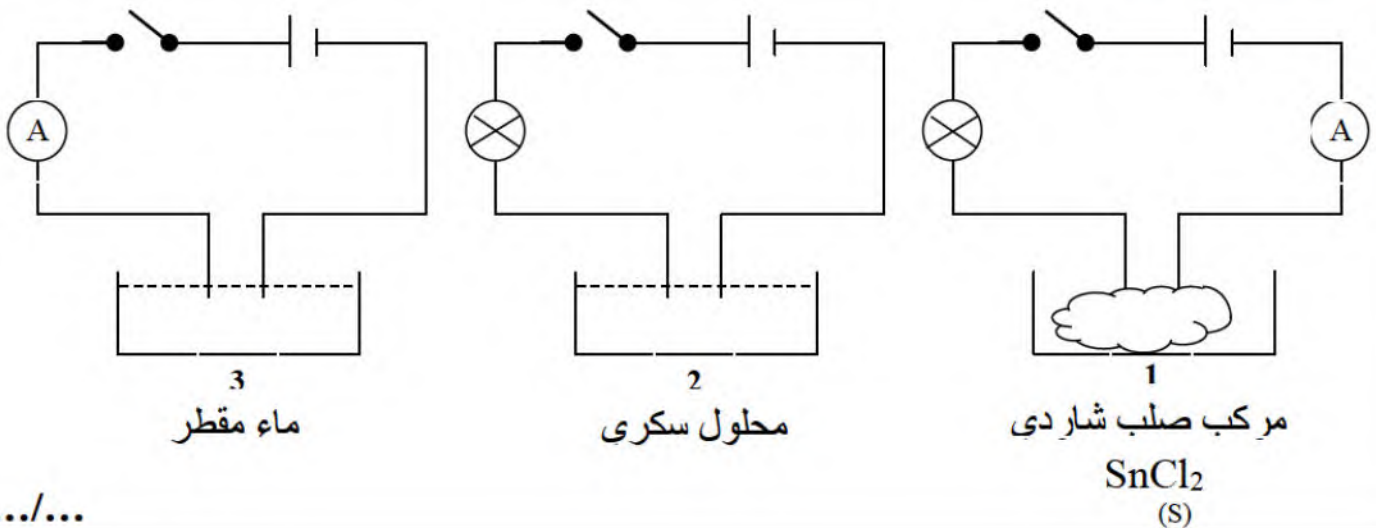 A
A
1
2
3
مركب صلب شاردي
محلول سكري
ماء مقطر
SnCl₂
(S)
../...